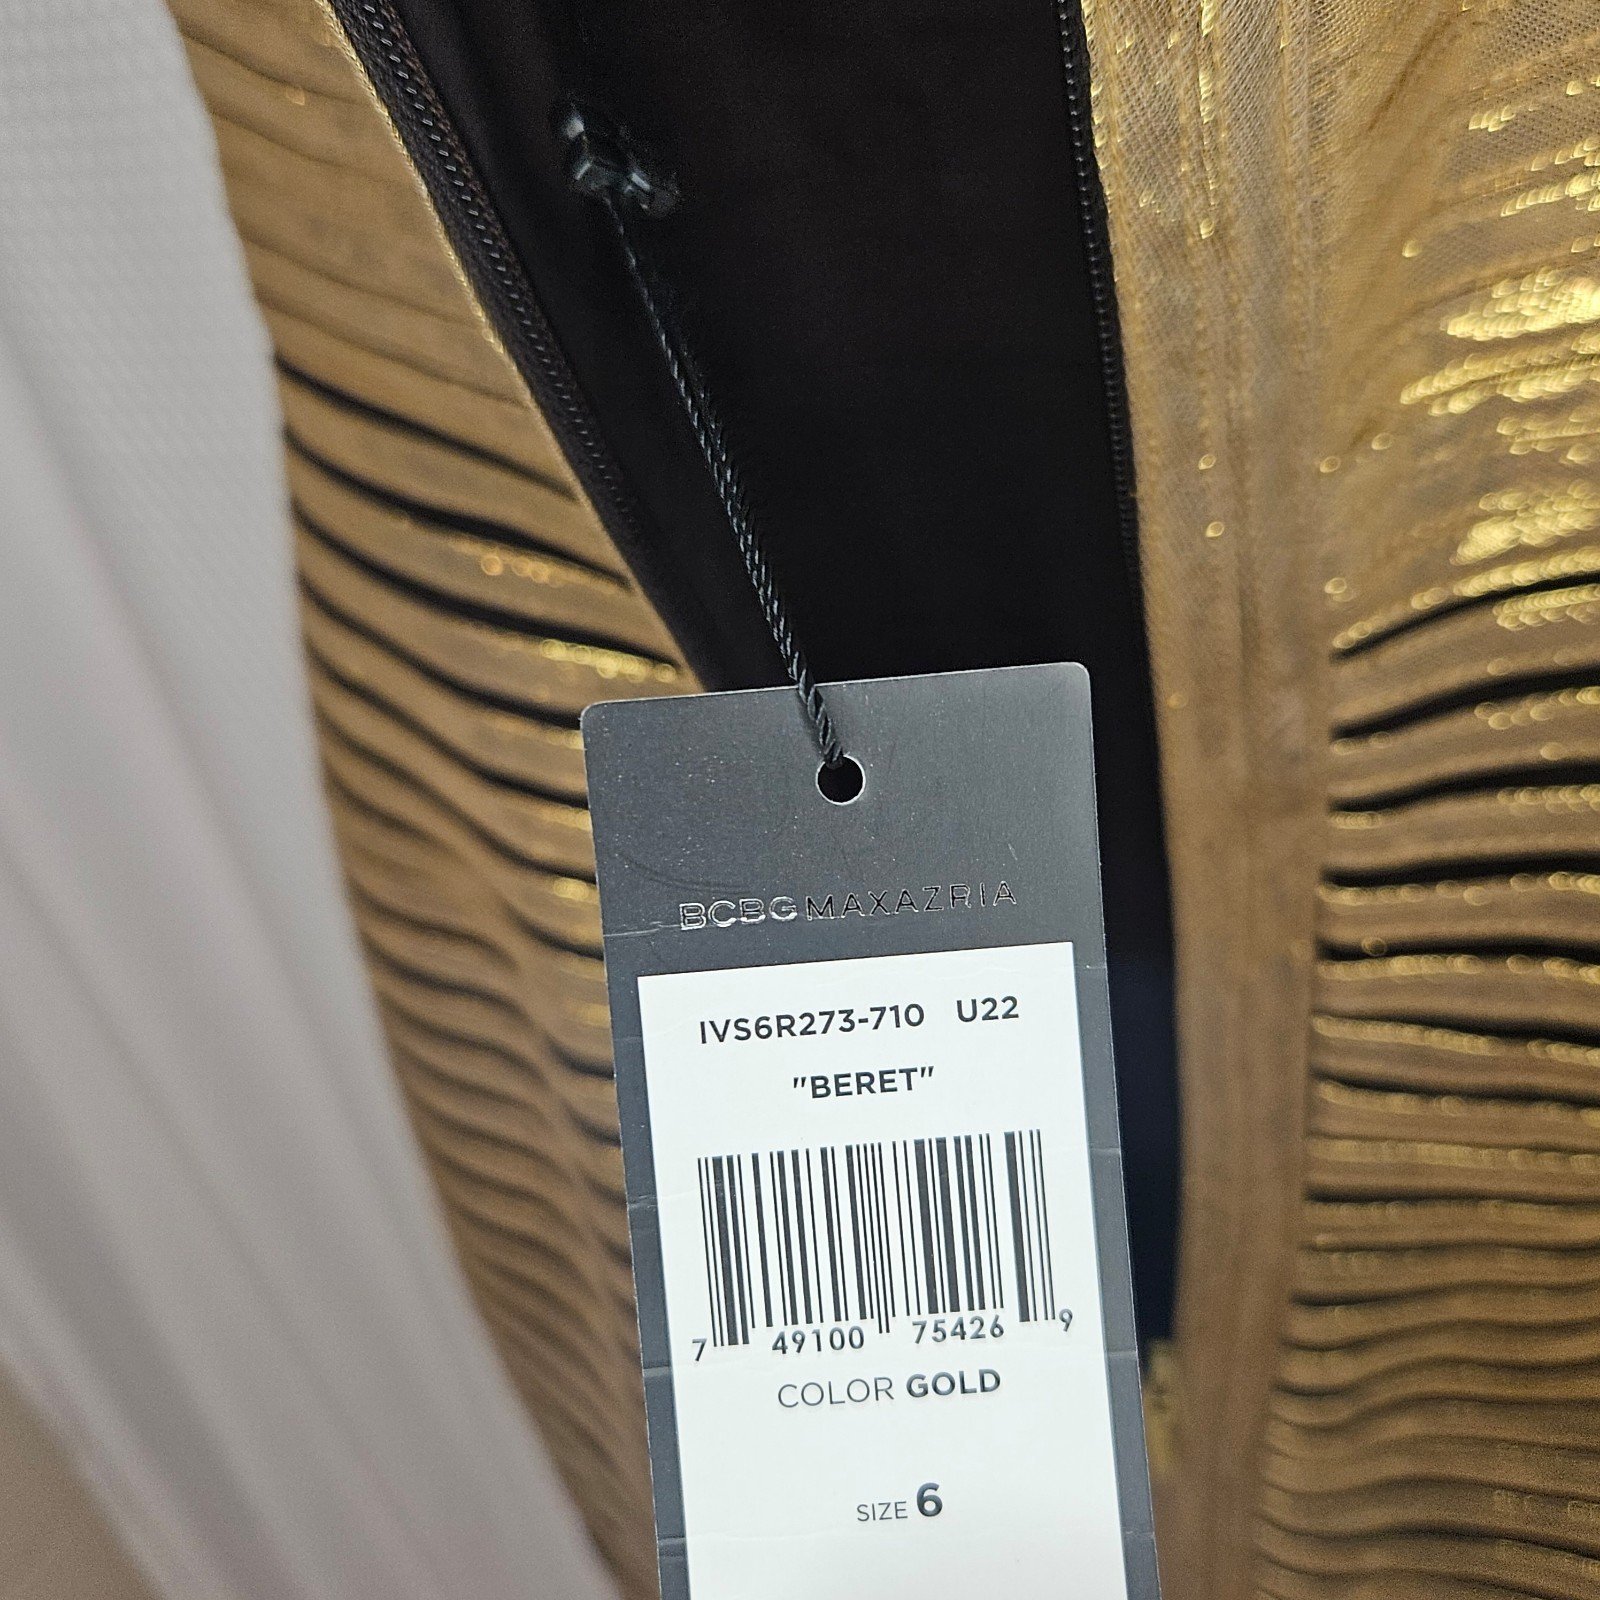 BCBGMAXAZRIA
IVS6R273-710 U22
"BERET"
7 49100 75426 9
COLOR GOLD
SIZE 6